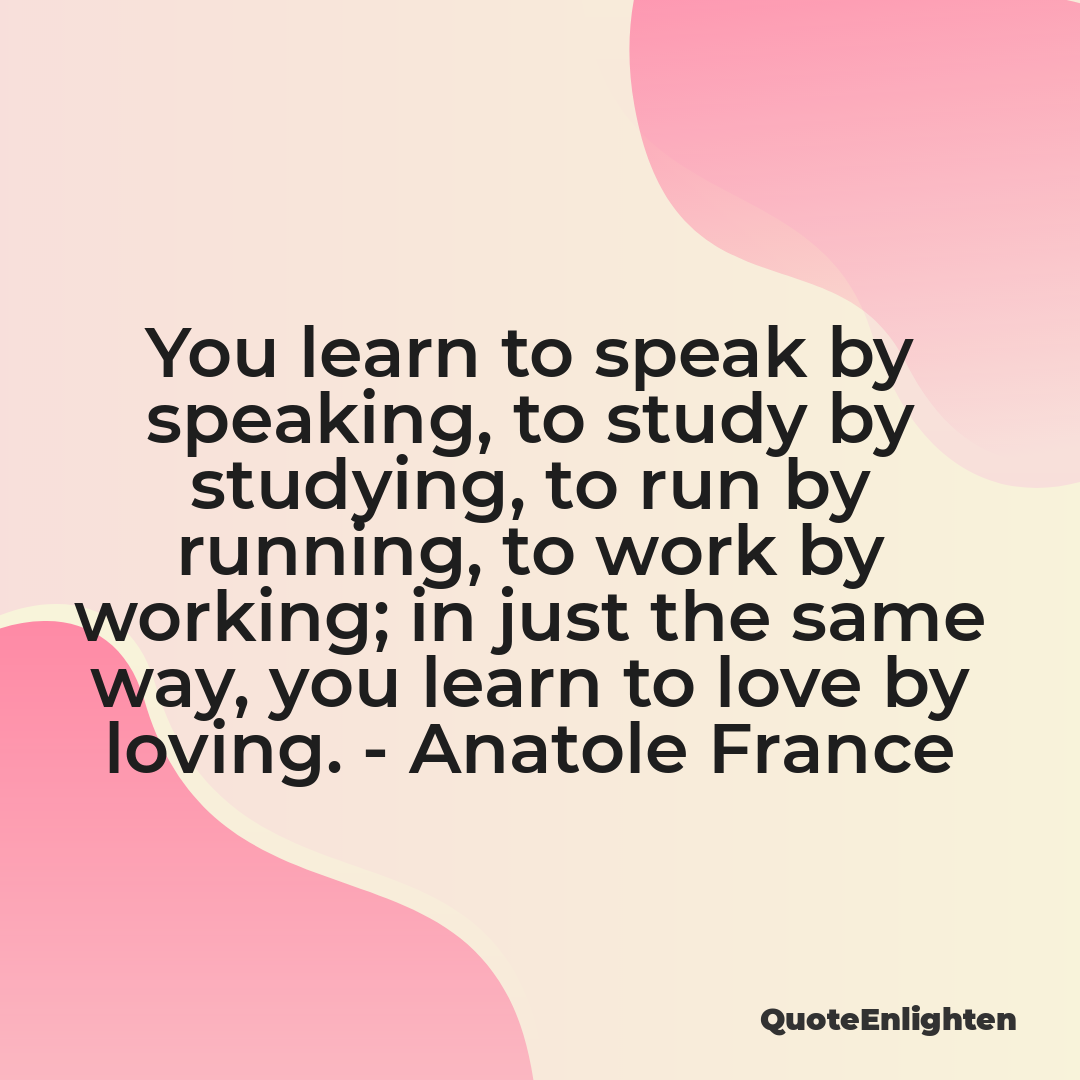 You learn to speak by
speaking, to study by
studying, to run by
running, to work by
working; in just the same
way, you learn to love by
loving. - Anatole France
QuoteEnlighten